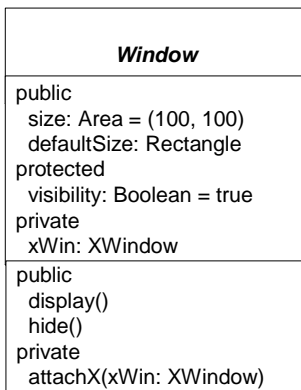 Window
public
size: Area = (100, 100)
defaultSize: Rectangle
protected
visibility: Boolean = true
private
xWin: XWindow
public
display()
hide()
private
attachX(xWin: XWindow)